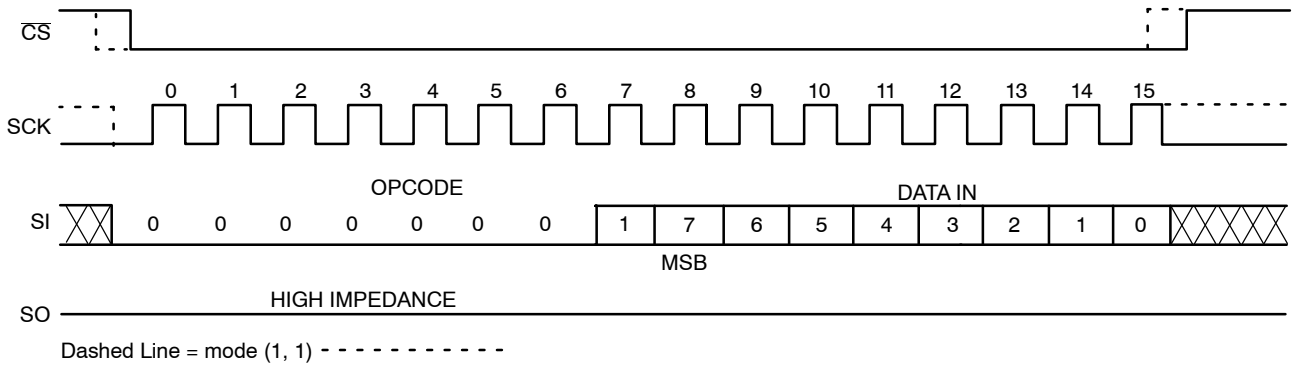 C̅S̅
0 1 2 3 4 5 6 7 8 9 10 11 12 13 14 15
SCK
OPCODE DATA IN
SI 0 0 0 0 0 0 0 1 7 6 5 4 3 2 1 0
MSB
HIGH IMPEDANCE
SO
Dashed Line = mode (1, 1)